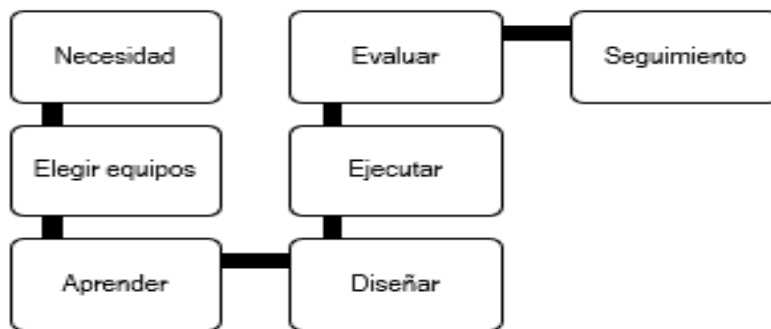 Necesidad
Elegir equipos
Aprender
Diseñar
Ejecutar
Evaluar
Seguimiento